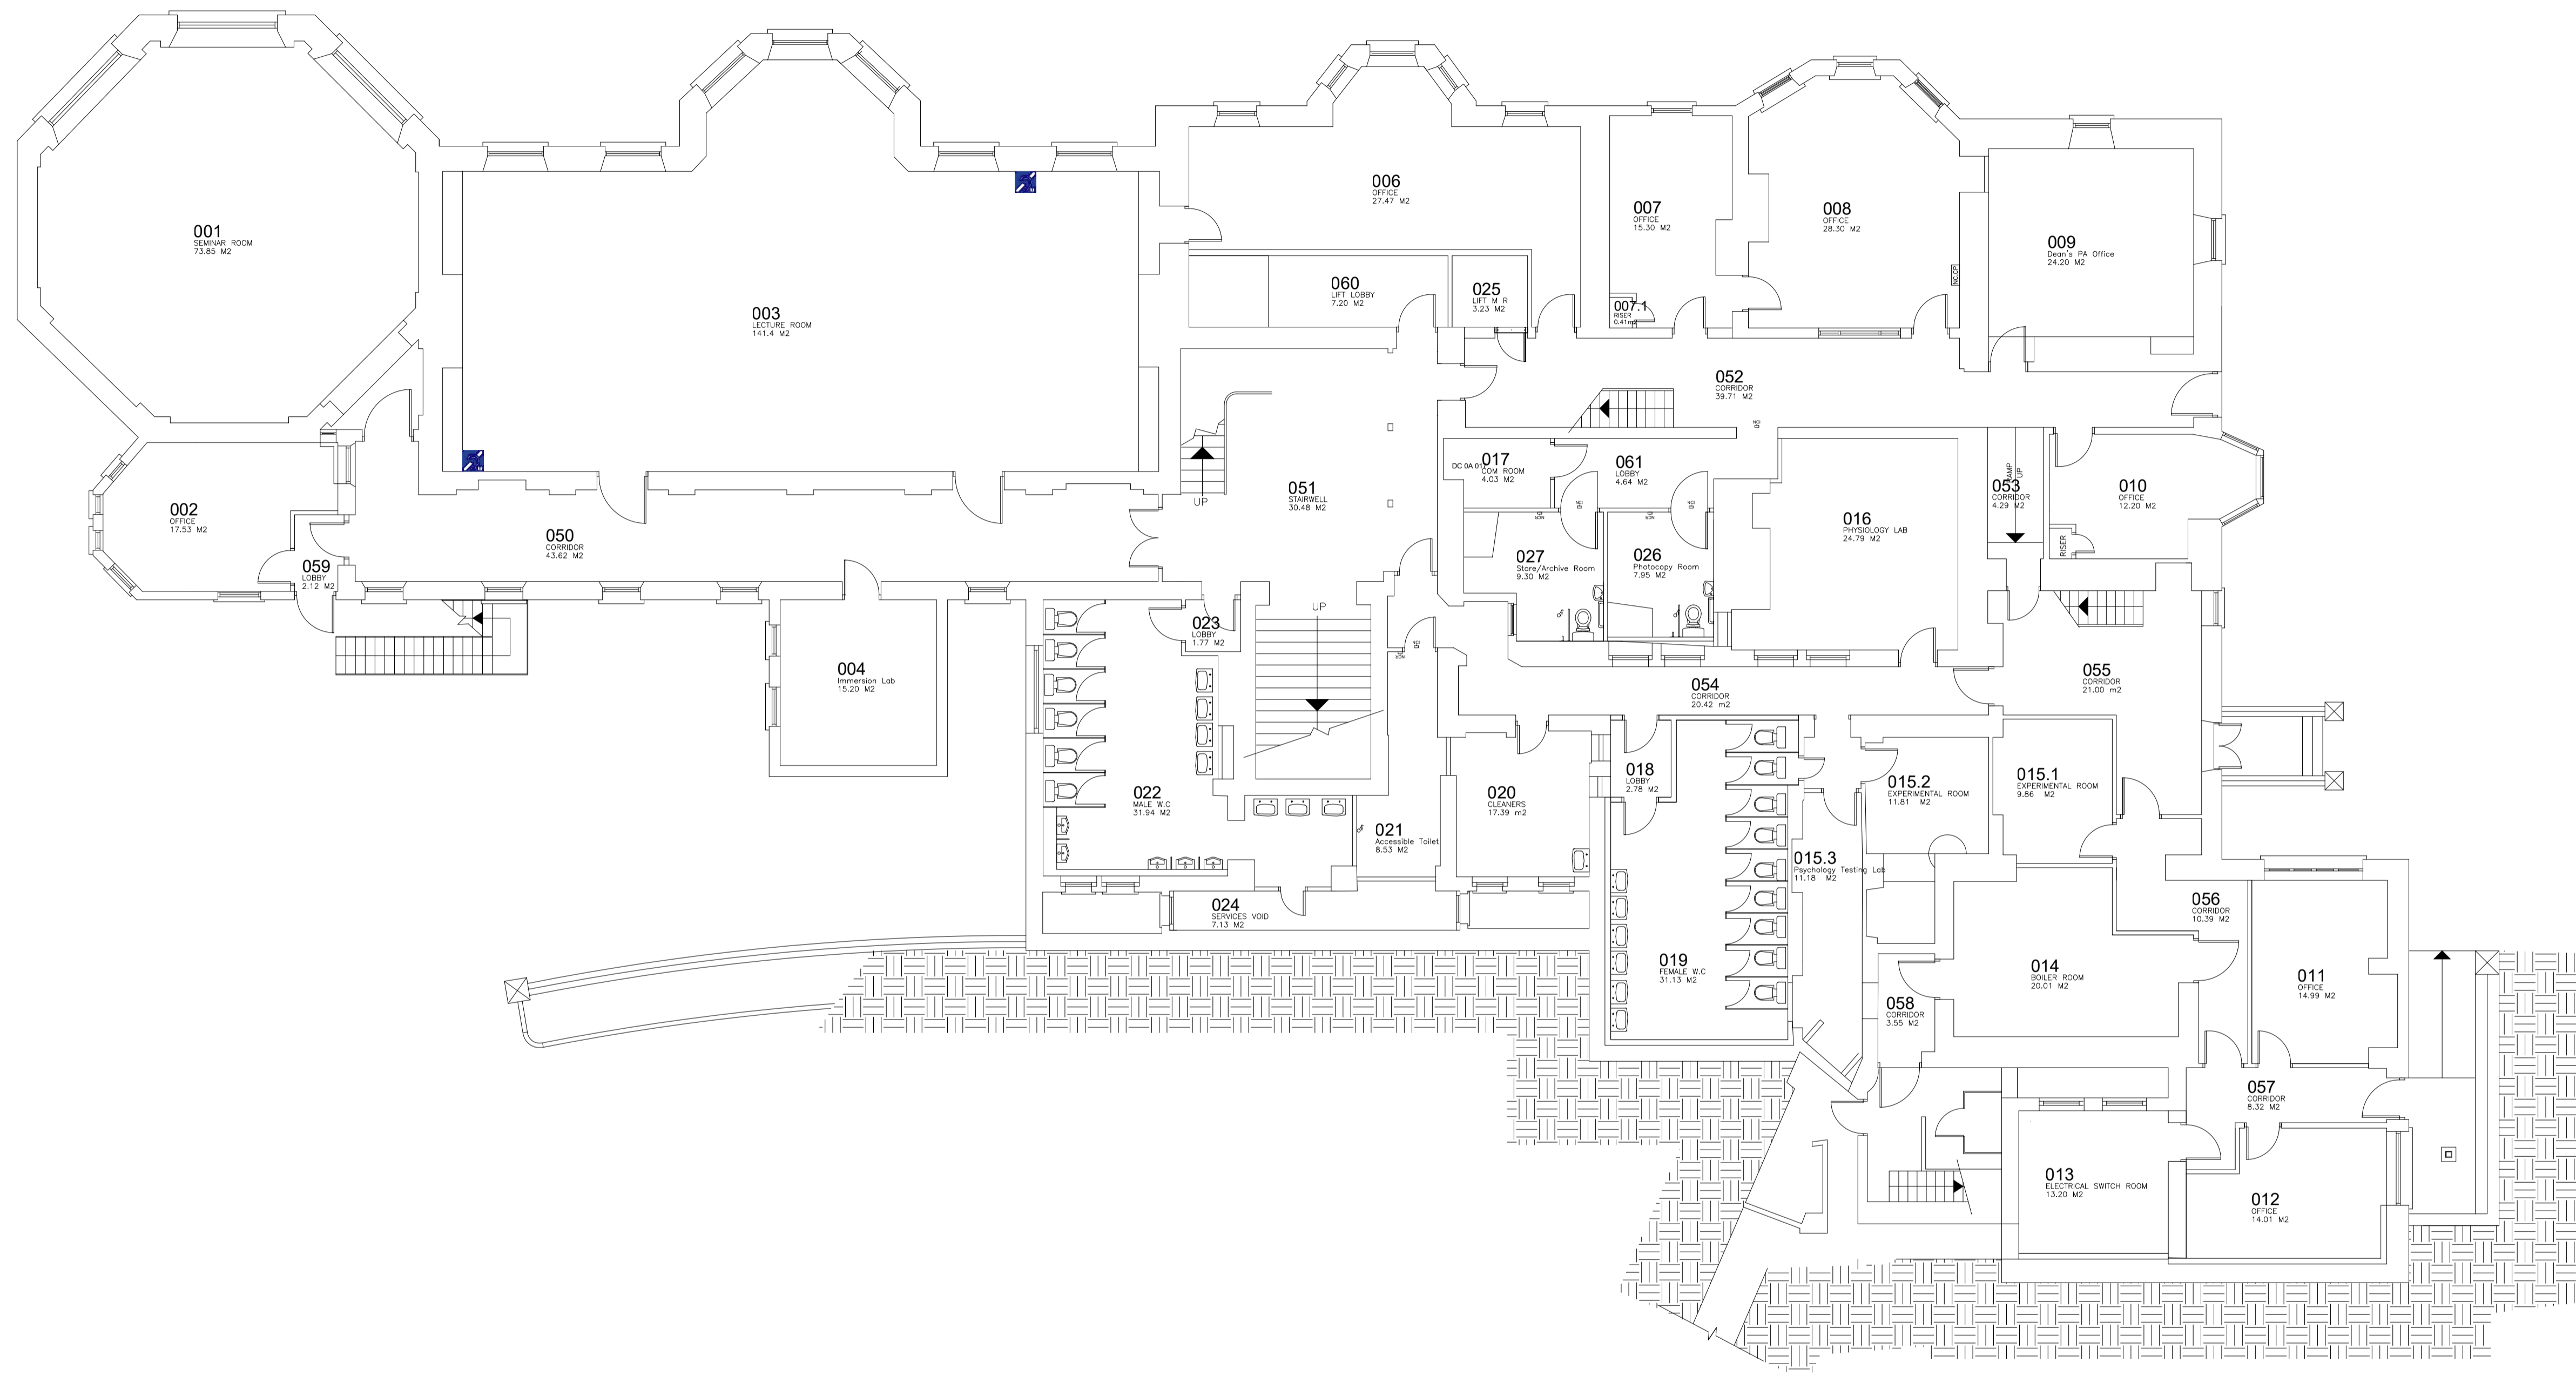 001
SEMINAR ROOM
73.85 M2
002
OFFICE
17.53 M2
059
LOBBY
2.12 M2
050
CORRIDOR
43.62 M2
003
LECTURE ROOM
141.4 M2
004
Immersion Lab
15.20 M2
006
OFFICE
27.47 M2
060
LIFT LOBBY
7.20 M2
025
LIFT M R
3.23 M2
007
OFFICE
15.30 M2
007.1
RISER
0.41m2
008
OFFICE
28.30 M2
NC.CP
009
Dean's PA Office
24.20 M2
052
CORRIDOR
39.71 M2
UP
051
STAIRWELL
30.48 M2
DC 0A 01
017
COM ROOM
4.03 M2
061
LOBBY
4.64 M2
027
Store/Archive Room
9.30 M2
026
Photocopy Room
7.95 M2
016
PHYSIOLOGY LAB
24.79 M2
RAMP
UP
053
CORRIDOR
4.29 M2
010
OFFICE
12.20 M2
RISER
023
LOBBY
1.77 M2
UP
054
CORRIDOR
20.42 m2
055
CORRIDOR
21.00 m2
022
MALE W.C
31.94 M2
021
Accessible Toilet
8.53 M2
020
CLEANERS
17.39 m2
018
LOBBY
2.78 M2
015.2
EXPERIMENTAL ROOM
11.81 M2
015.1
EXPERIMENTAL ROOM
9.86 M2
015.3
Psychology Testing Lab
11.18 M2
024
SERVICES VOID
7.13 M2
019
FEMALE W.C
31.13 M2
056
CORRIDOR
10.39 M2
014
BOILER ROOM
20.01 M2
011
OFFICE
14.99 M2
058
CORRIDOR
3.55 M2
057
CORRIDOR
8.32 M2
013
ELECTRICAL SWITCH ROOM
13.20 M2
012
OFFICE
14.01 M2